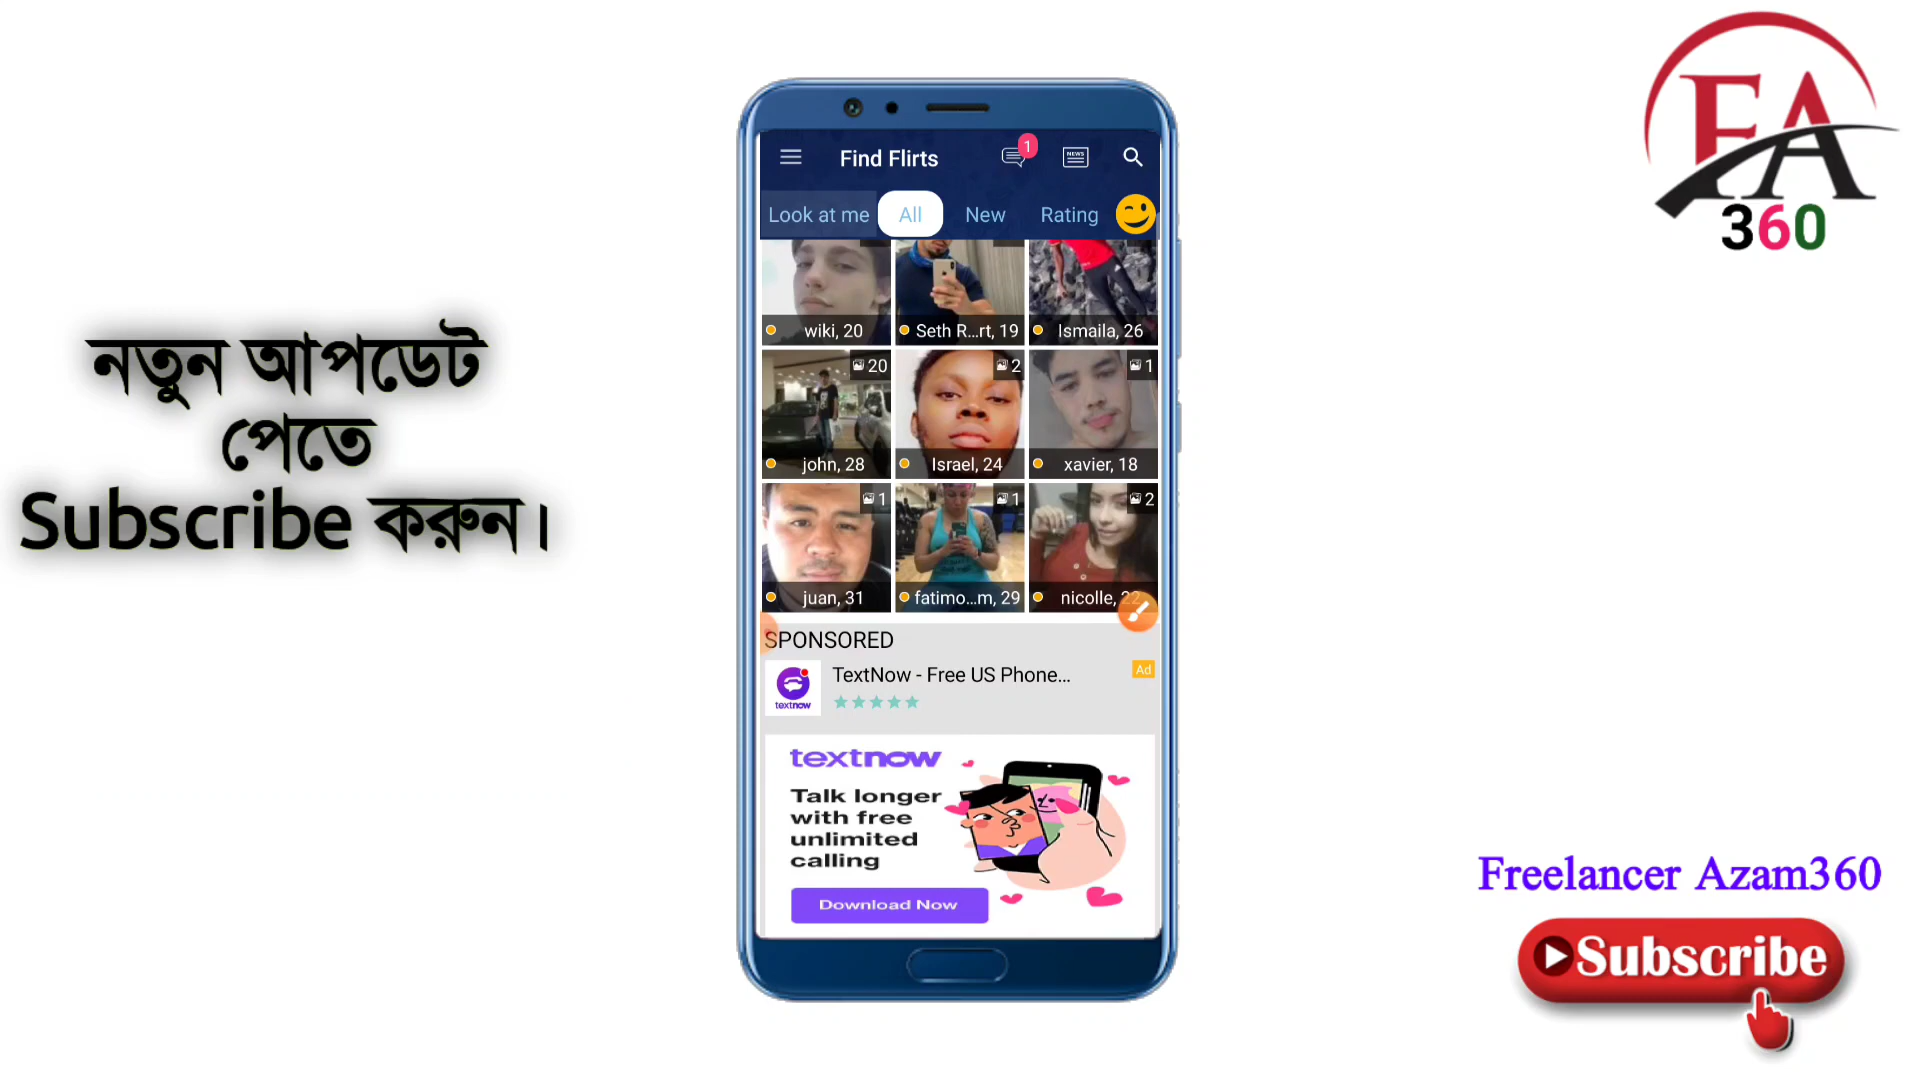 FA
360
নতুন আপডেট
পেতে
Subscribe করুন।
1
NEWS
Find Flirts
Look at me
All
New
Rating
wiki, 20
Seth R...rt, 19
Ismaila, 26
20
2
1
john, 28
Israel, 24
xavier, 18
1
1
2
juan, 31
fatimo...m, 29
nicolle, 22
SPONSORED
TextNow - Free US Phone...
Ad
textnow
textnow
Talk longer
with free
unlimited
calling
Download Now
Freelancer Azam360
Subscribe